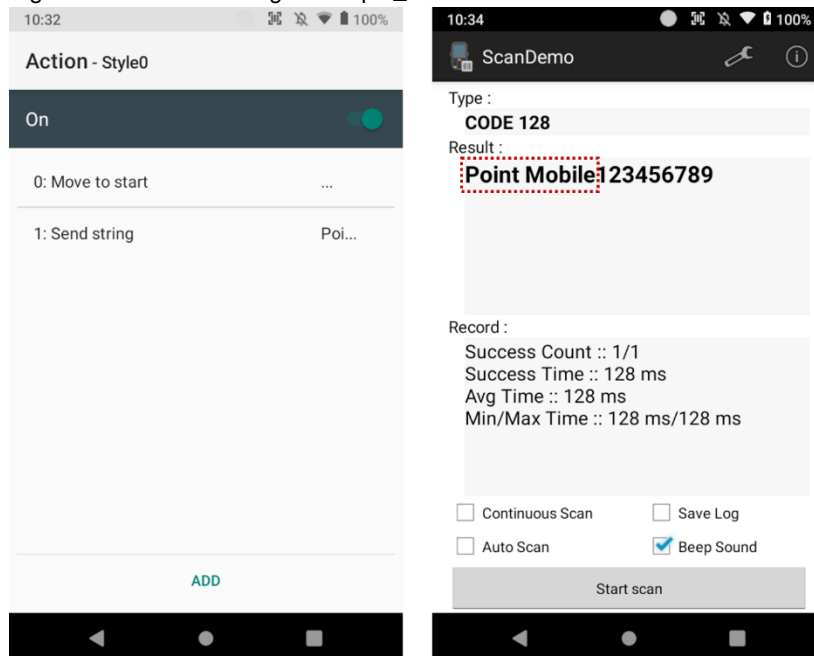 10:32
100%
Action - Style0
On
0: Move to start ...
1: Send string Poi...
ADD
10:34
100%
ScanDemo
Type :
CODE 128
Result :
Point Mobile123456789
Record :
Success Count :: 1/1
Success Time :: 128 ms
Avg Time :: 128 ms
Min/Max Time :: 128 ms/128 ms
Continuous Scan
Save Log
Auto Scan
Beep Sound
Start scan